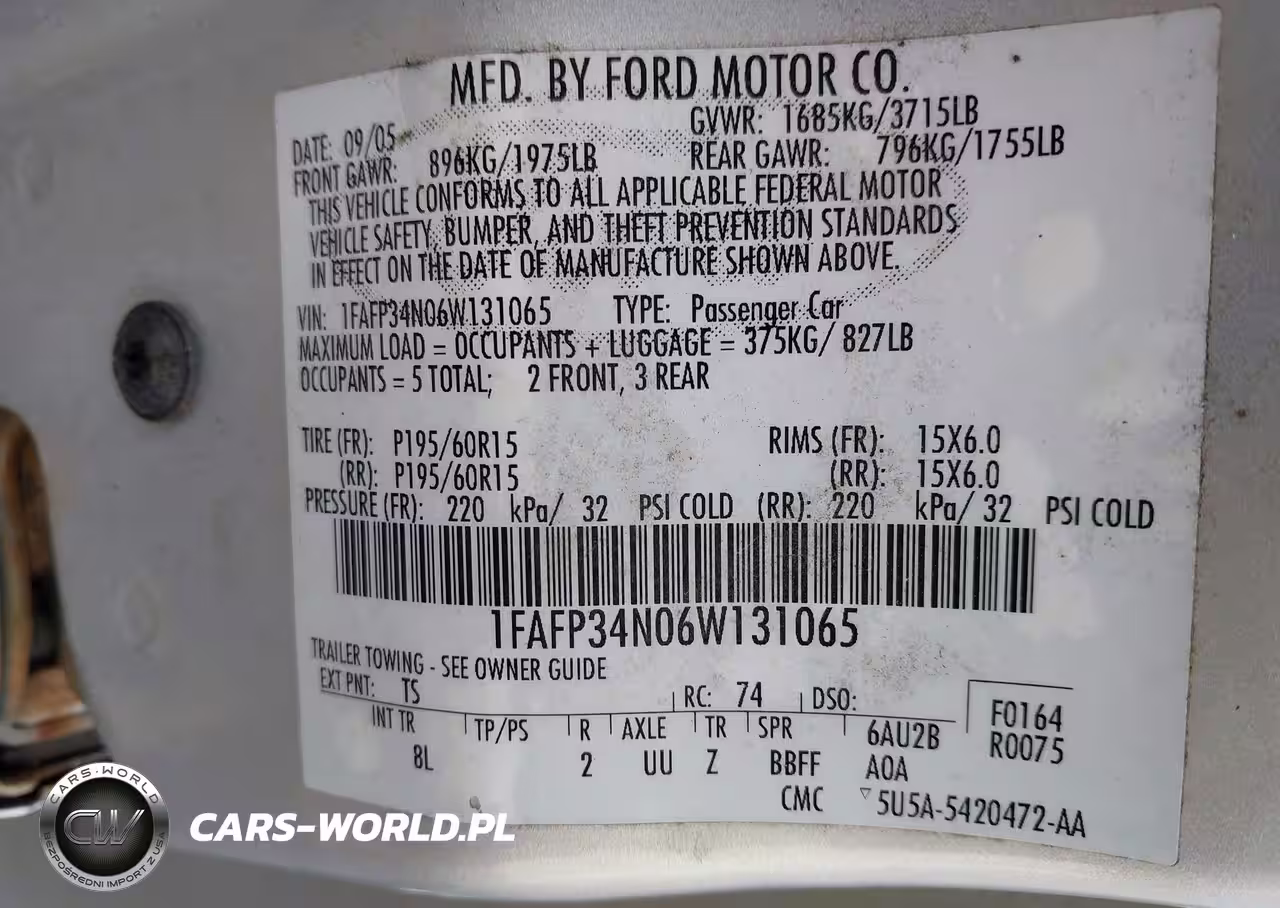 MFD. BY FORD MOTOR CO.
DATE: 09/05 GVWR: 1685KG/3715LB
FRONT GAWR: 896KG/1975LB REAR GAWR: 796KG/1755LB
THIS VEHICLE CONFORMS TO ALL APPLICABLE FEDERAL MOTOR
VEHICLE SAFETY, BUMPER, AND THEFT PREVENTION STANDARDS
IN EFFECT ON THE DATE OF MANUFACTURE SHOWN ABOVE.
VIN: 1FAFP34N06W131065 TYPE: Passenger Car
MAXIMUM LOAD = OCCUPANTS + LUGGAGE = 375KG/ 827LB
OCCUPANTS = 5 TOTAL; 2 FRONT, 3 REAR
TIRE (FR): P195/60R15 RIMS (FR): 15X6.0
(RR): P195/60R15 (RR): 15X6.0
PRESSURE (FR): 220 kPa/ 32 PSI COLD (RR): 220 kPa/ 32 PSI COLD
1FAFP34N06W131065
TRAILER TOWING - SEE OWNER GUIDE
EXT PNT: TS RC: 74 DSO: F0164
INT TR TP/PS R AXLE TR SPR 6AU2B R0075
8L 2 UU Z BBFF A0A
CMC ▽5U5A-5420472-AA
CARS-WORLD
CW
BEZPOŚREDNI IMPORT Z USA
CARS-WORLD.PL